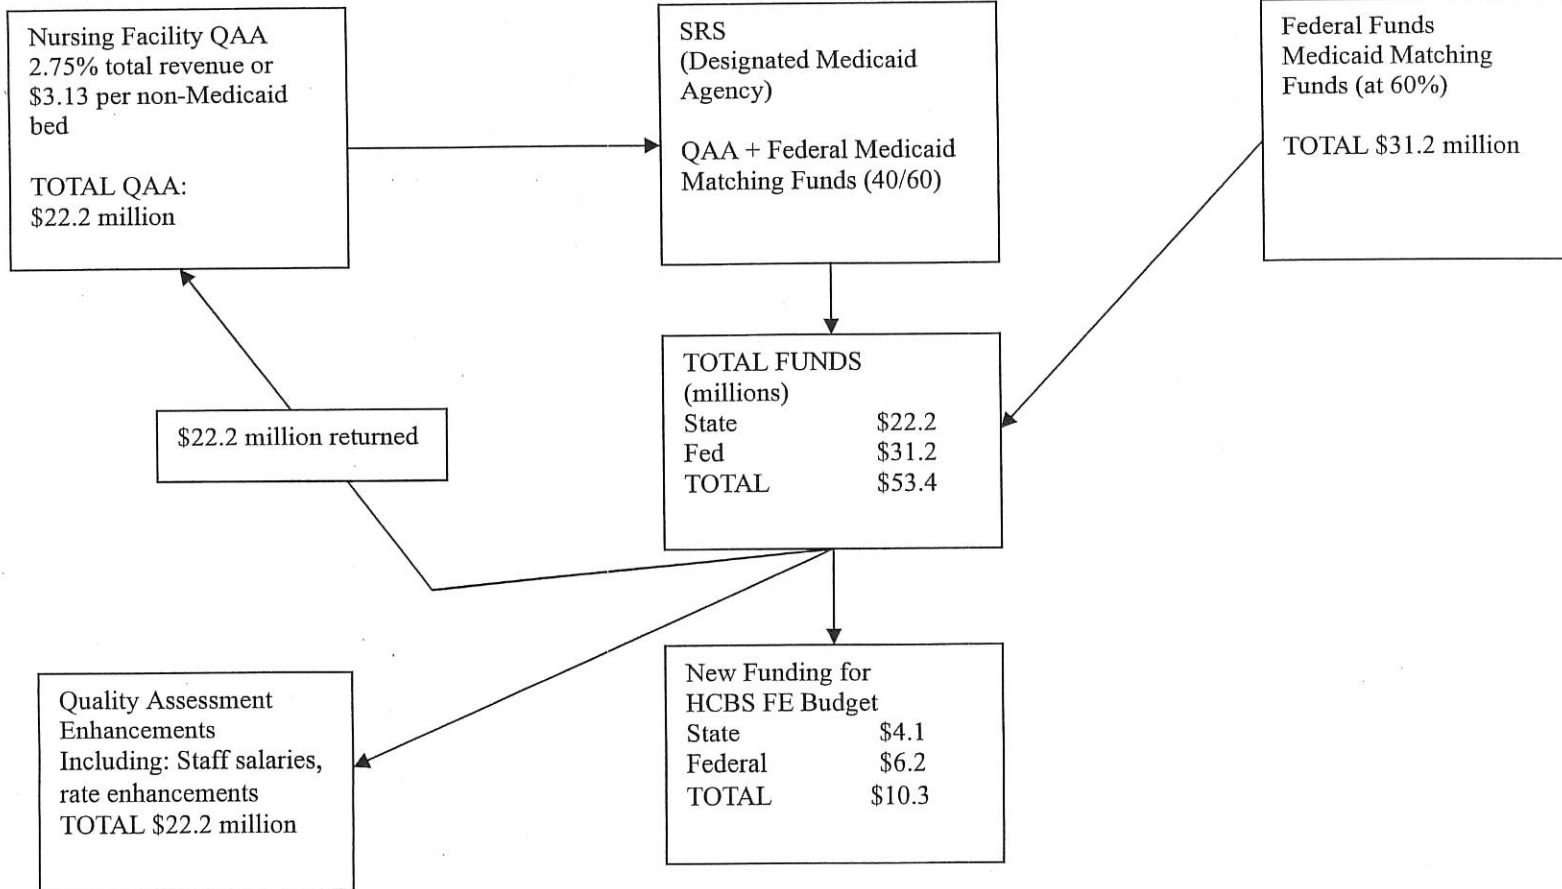 Nursing Facility QAA
2.75% total revenue or
$3.13 per non-Medicaid
bed
TOTAL QAA:
$22.2 million
SRS
(Designated Medicaid
Agency)
QAA + Federal Medicaid
Matching Funds (40/60)
Federal Funds
Medicaid Matching
Funds (at 60%)
TOTAL $31.2 million
TOTAL FUNDS
(millions)
State $22.2
Fed $31.2
TOTAL $53.4
$22.2 million returned
Quality Assessment
Enhancements
Including: Staff salaries,
rate enhancements
TOTAL $22.2 million
New Funding for
HCBS FE Budget
State $4.1
Federal $6.2
TOTAL $10.3